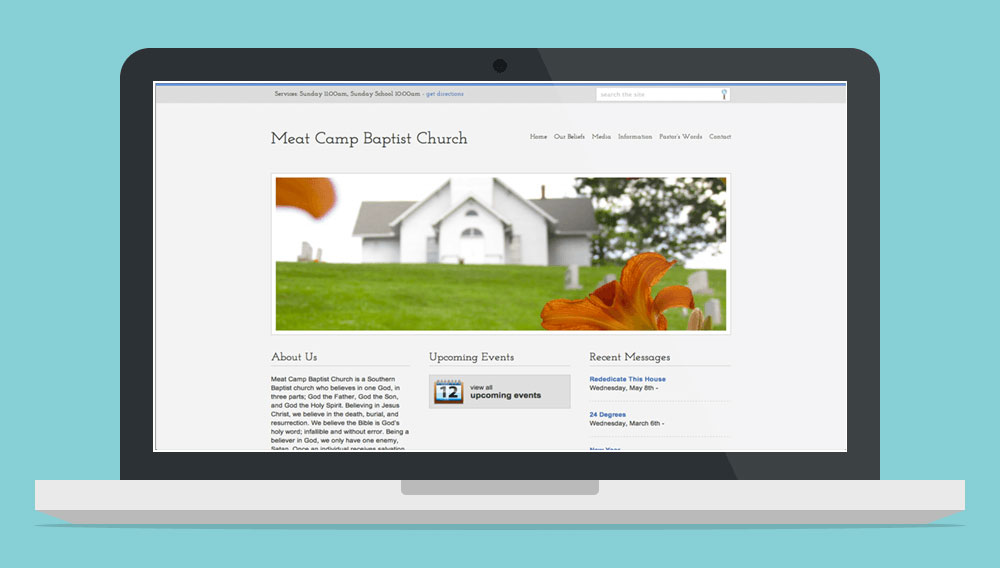 Services: Sunday 11:00am, Sunday School 10:00am - get directions
search the site
Meat Camp Baptist Church
Home Our Beliefs Media Information Pastor's Words Contact
About Us
Meat Camp Baptist Church is a Southern
Baptist church who believes in one God, in
three parts; God the Father, God the Son,
and God the Holy Spirit. Believing in Jesus
Christ, we believe in the death, burial, and
resurrection. We believe the Bible is God's
holy word; infallible and without error. Being a
believer in God, we only have one enemy,
Satan. Once an individual receives salvation
Upcoming Events
12
view all
upcoming events
Recent Messages
Rededicate This House
Wednesday, May 8th -
24 Degrees
Wednesday, March 6th -
New Year